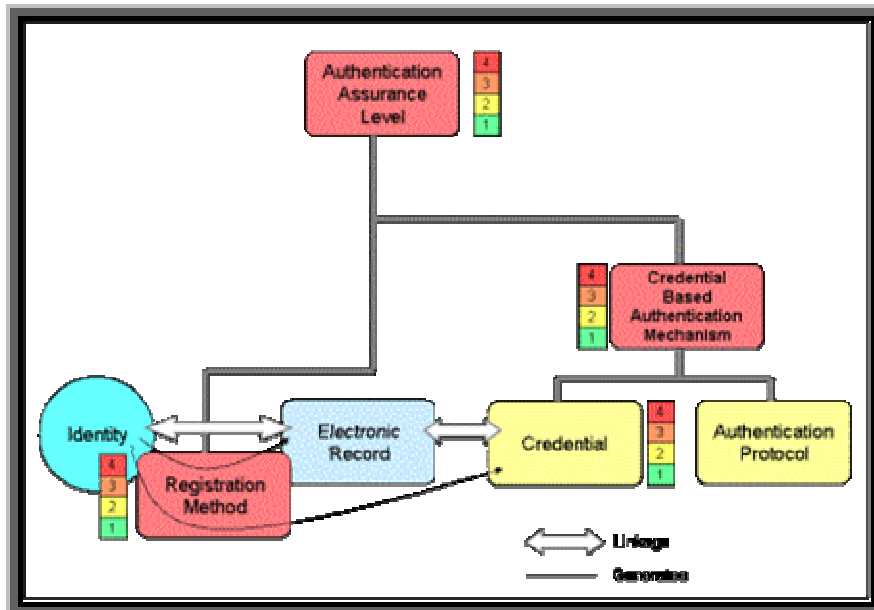 Authentication
Assurance
Level
4
3
2
1
4
3
2
1
Credential
Based
Authentication
Mechanism
Identity
Electronic
Record
Credential
4
3
2
1
Authentication
Protocol
4
3
2
1
Registration
Method
Linkage
Generates